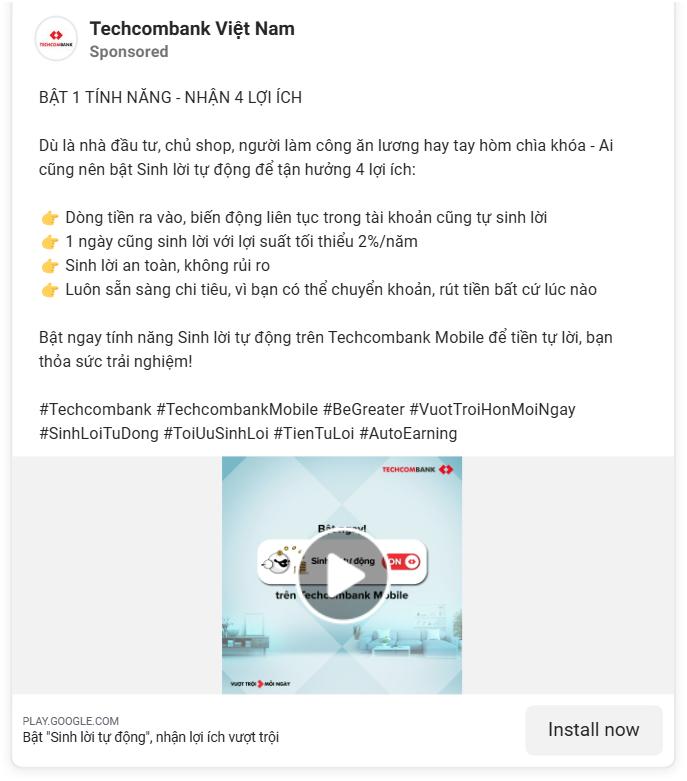 TECHCOMBANK
Techcombank Việt Nam
Sponsored
BẬT 1 TÍNH NĂNG - NHẬN 4 LỢI ÍCH
Dù là nhà đầu tư, chủ shop, người làm công ăn lương hay tay hòm chìa khóa - Ai
cũng nên bật Sinh lời tự động để tận hưởng 4 lợi ích:
👉 Dòng tiền ra vào, biến động liên tục trong tài khoản cũng tự sinh lời
👉 1 ngày cũng sinh lời với lợi suất tối thiểu 2%/năm
👉 Sinh lời an toàn, không rủi ro
👉 Luôn sẵn sàng chi tiêu, vì bạn có thể chuyển khoản, rút tiền bất cứ lúc nào
Bật ngay tính năng Sinh lời tự động trên Techcombank Mobile để tiền tự lời, bạn
thỏa sức trải nghiệm!
#Techcombank #TechcombankMobile #BeGreater #VuotTroiHonMoiNgay
#SinhLoiTuDong #ToiUuSinhLoi #TienTuLoi #AutoEarning
TECHCOMBANK
Bật ngay!
Sinh tự động ON
trên Techcombank Mobile
VƯỢT TRỘI MỖI NGÀY
PLAY.GOOGLE.COM
Bật "Sinh lời tự động", nhận lợi ích vượt trội
Install now